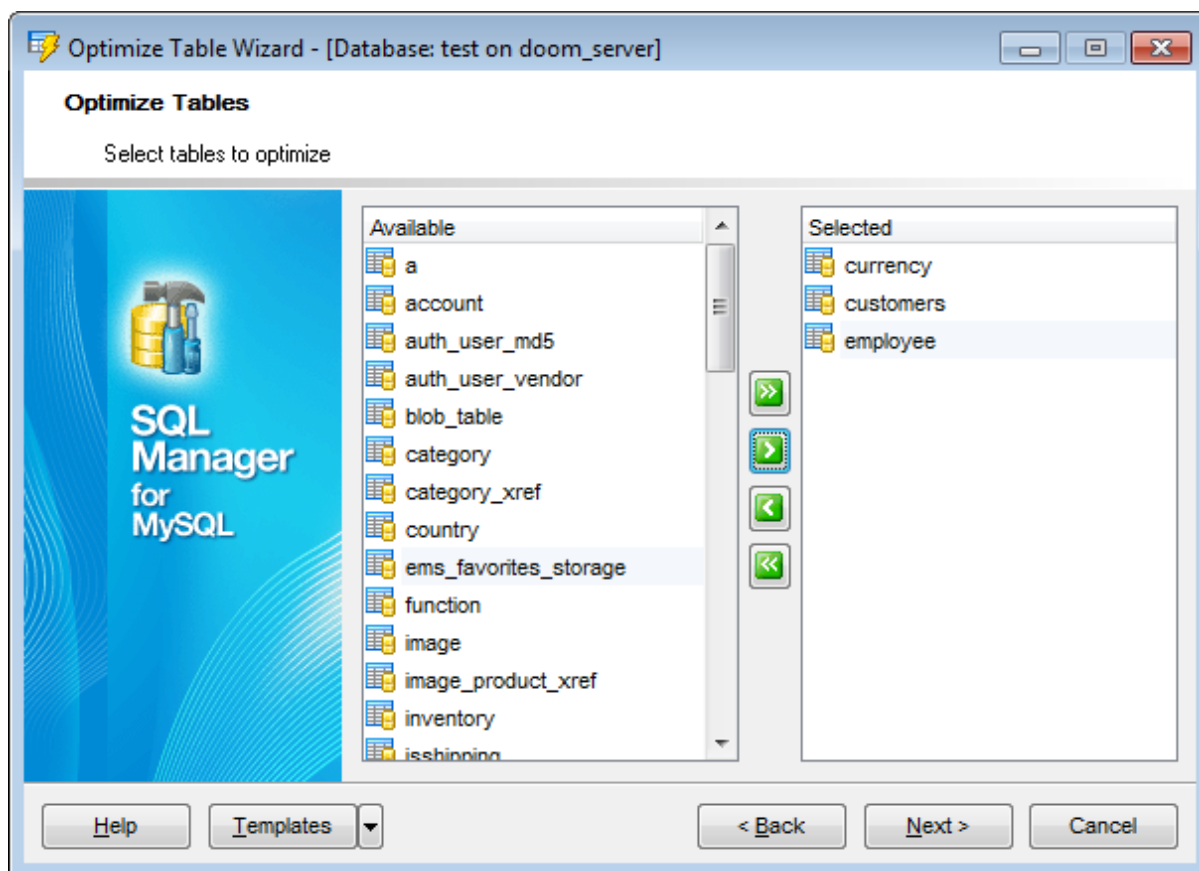 Optimize Table Wizard - [Database: test on doom_server]
Optimize Tables
Select tables to optimize
SQL
Manager
for
MySQL
Available
a
account
auth_user_md5
auth_user_vendor
blob_table
category
category_xref
country
ems_favorites_storage
function
image
image_product_xref
inventory
isshipping
Selected
currency
customers
employee
Help
Templates
< Back
Next >
Cancel